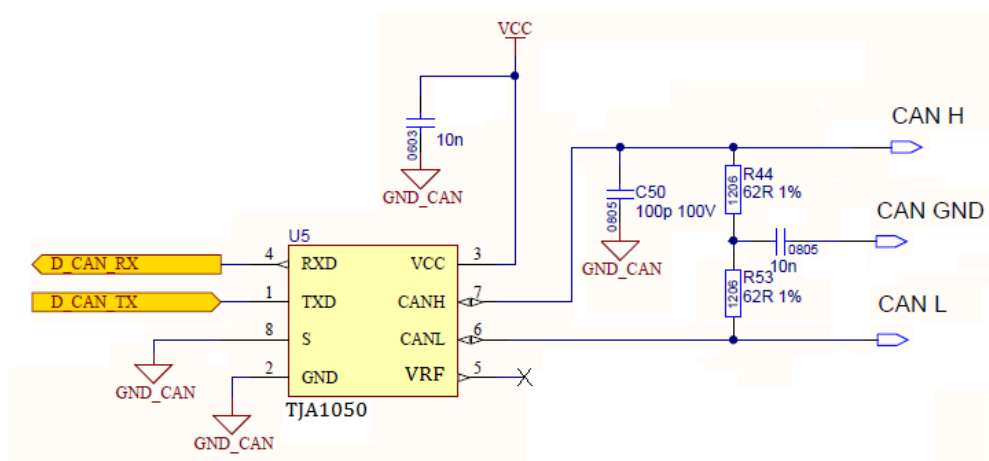 VCC
0603
10n
GND_CAN
CAN H
R44
1206
62R 1%
C50
0805
100p 100V
GND_CAN
CAN GND
0805
10n
R53
1206
62R 1%
CAN L
U5
D_CAN_RX
4
RXD
VCC
3
D_CAN_TX
1
TXD
CANH
7
8
S
CANL
6
GND_CAN
2
GND
VRF
5
TJA1050
GND_CAN